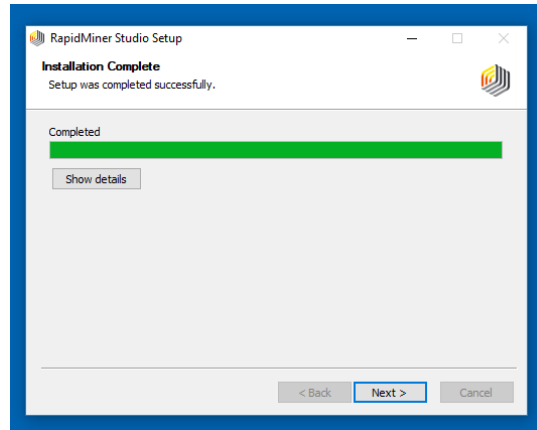 RapidMiner Studio Setup
Installation Complete
Setup was completed successfully.
Completed
Show details
< Back Next > Cancel